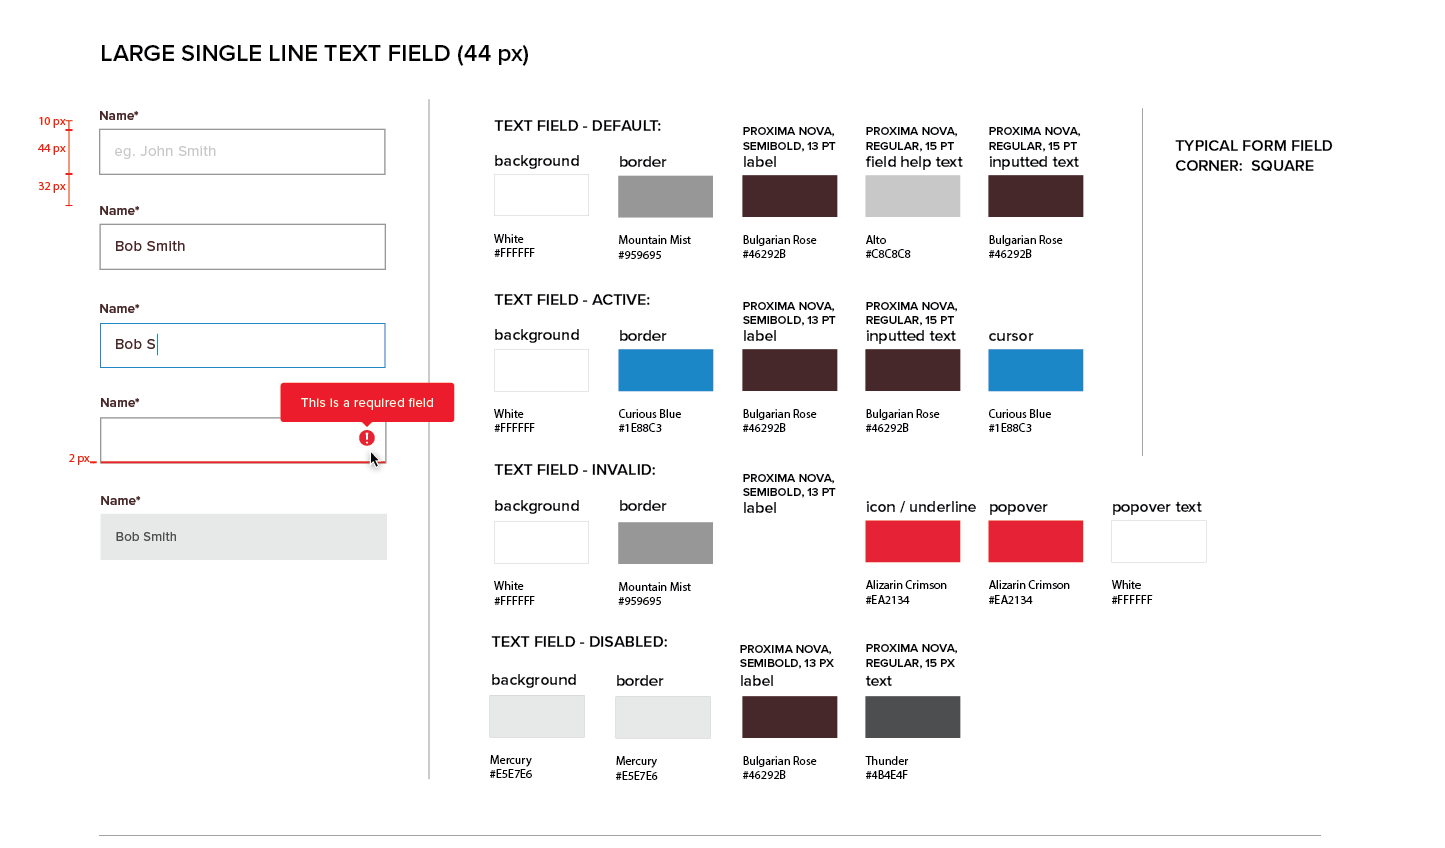 LARGE SINGLE LINE TEXT FIELD (44 px)
Name*
10 px
44 px
32 px
eg. John Smith
Name*
Bob Smith
Name*
Bob S
Name*
This is a required field
2 px
Name*
Bob Smith
TEXT FIELD - DEFAULT:
background
White
#FFFFFF
border
Mountain Mist
#959695
PROXIMA NOVA,
SEMIBOLD, 13 PT
label
Bulgarian Rose
#46292B
PROXIMA NOVA,
REGULAR, 15 PT
field help text
Alto
#C8C8C8
PROXIMA NOVA,
REGULAR, 15 PT
inputted text
Bulgarian Rose
#46292B
TEXT FIELD - ACTIVE:
background
White
#FFFFFF
border
Curious Blue
#1E88C3
PROXIMA NOVA,
SEMIBOLD, 13 PT
label
Bulgarian Rose
#46292B
PROXIMA NOVA,
REGULAR, 15 PT
inputted text
Bulgarian Rose
#46292B
cursor
Curious Blue
#1E88C3
TEXT FIELD - INVALID:
background
White
#FFFFFF
border
Mountain Mist
#959695
PROXIMA NOVA,
SEMIBOLD, 13 PT
label
icon / underline
Alizarin Crimson
#EA2134
popover
Alizarin Crimson
#EA2134
popover text
White
#FFFFFF
TEXT FIELD - DISABLED:
background
Mercury
#E5E7E6
border
Mercury
#E5E7E6
PROXIMA NOVA,
SEMIBOLD, 13 PX
label
Bulgarian Rose
#46292B
PROXIMA NOVA,
REGULAR, 15 PX
text
Thunder
#4B4E4F
TYPICAL FORM FIELD
CORNER: SQUARE